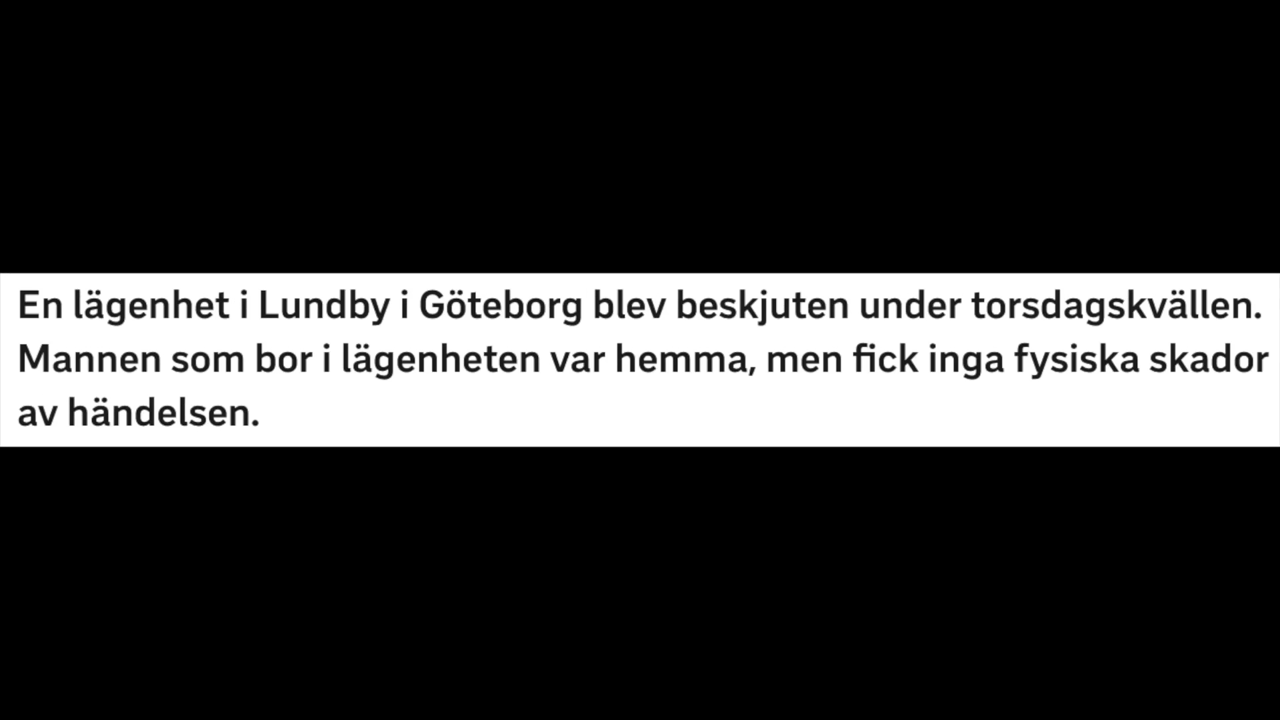 En lägenhet i Lundby i Göteborg blev beskjuten under torsdagskvällen.
Mannen som bor i lägenheten var hemma, men fick inga fysiska skador
av händelsen.